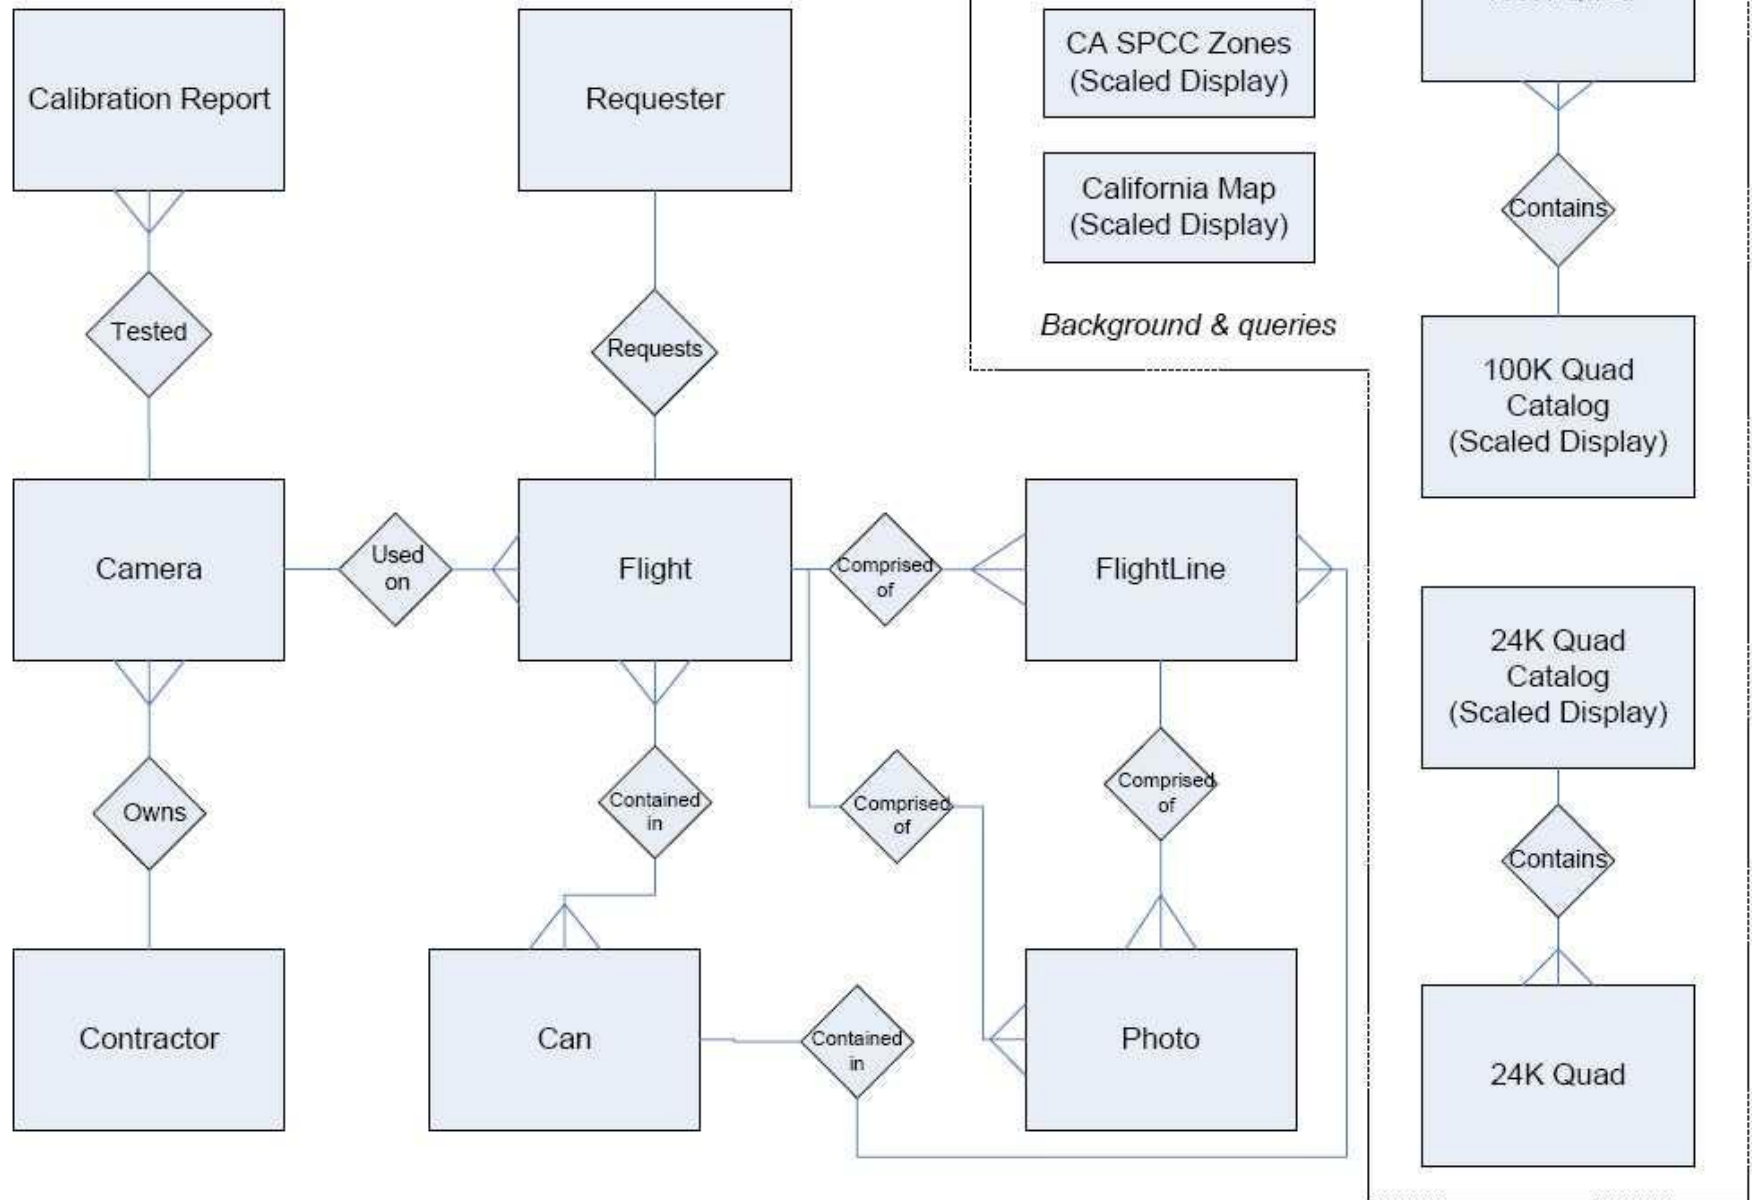 Calibration Report
Requester
CA SPCC Zones
(Scaled Display)
California Map
(Scaled Display)
Contains
Tested
Requests
Background & queries
100K Quad
Catalog
(Scaled Display)
Camera
Used
on
Flight
Comprised
of
FlightLine
24K Quad
Catalog
(Scaled Display)
Owns
Contained
in
Comprised
of
Comprised
of
Contains
Contractor
Can
Contained
in
Photo
24K Quad